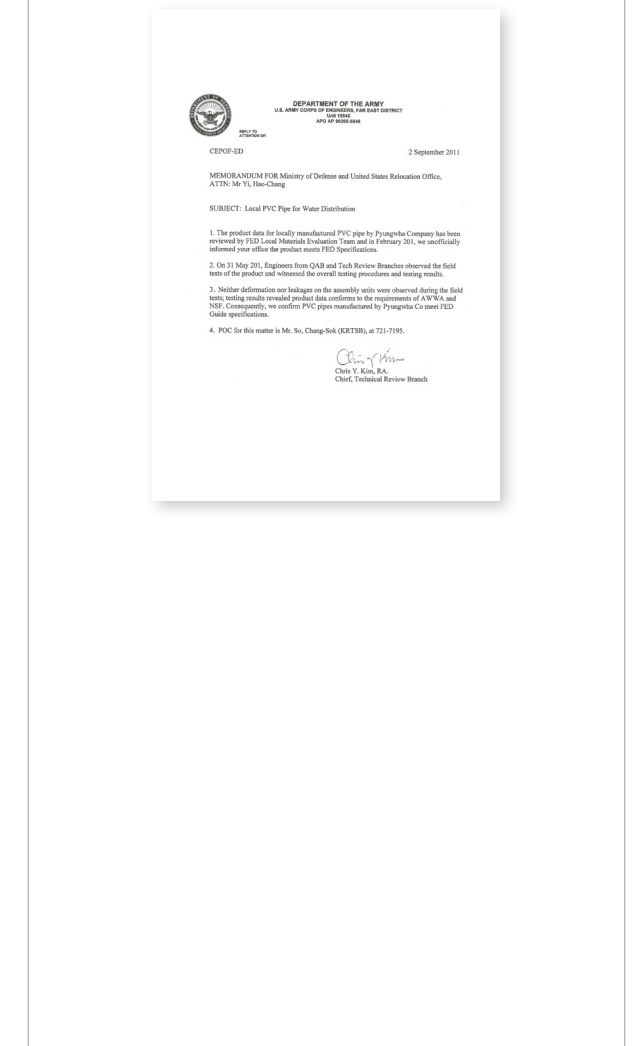 DEPARTMENT OF THE ARMY
U.S. ARMY CORPS OF ENGINEERS, FAR EAST DISTRICT
Unit 15546
APO AP 96205-5546
REPLY TO
ATTENTION OF:
CEPOF-ED 2 September 2011
MEMORANDUM FOR Ministry of Defense and United States Relocation Office,
ATTN: Mr Yi, Hae-Chang
SUBJECT: Local PVC Pipe for Water Distribution
1. The product data for locally manufactured PVC pipe by Pyungwha Company has been
reviewed by FED Local Materials Evaluation Team and in February 201, we unofficially
informed your office the product meets FED Specifications.
2. On 31 May 201, Engineers from QAB and Tech Review Branches observed the field
tests of the product and witnessed the overall testing procedures and testing results.
3. Neither deformation nor leakages on the assembly units were observed during the field
tests; testing results revealed product data conforms to the requirements of AWWA and
NSF. Consequently, we confirm PVC pipes manufactured by Pyungwha Co meet FED
Guide specifications.
4. POC for this matter is Mr. So, Chang-Sok (KRTSB), at 721-7195.
Chris Y. Kim, RA.
Chief, Technical Review Branch